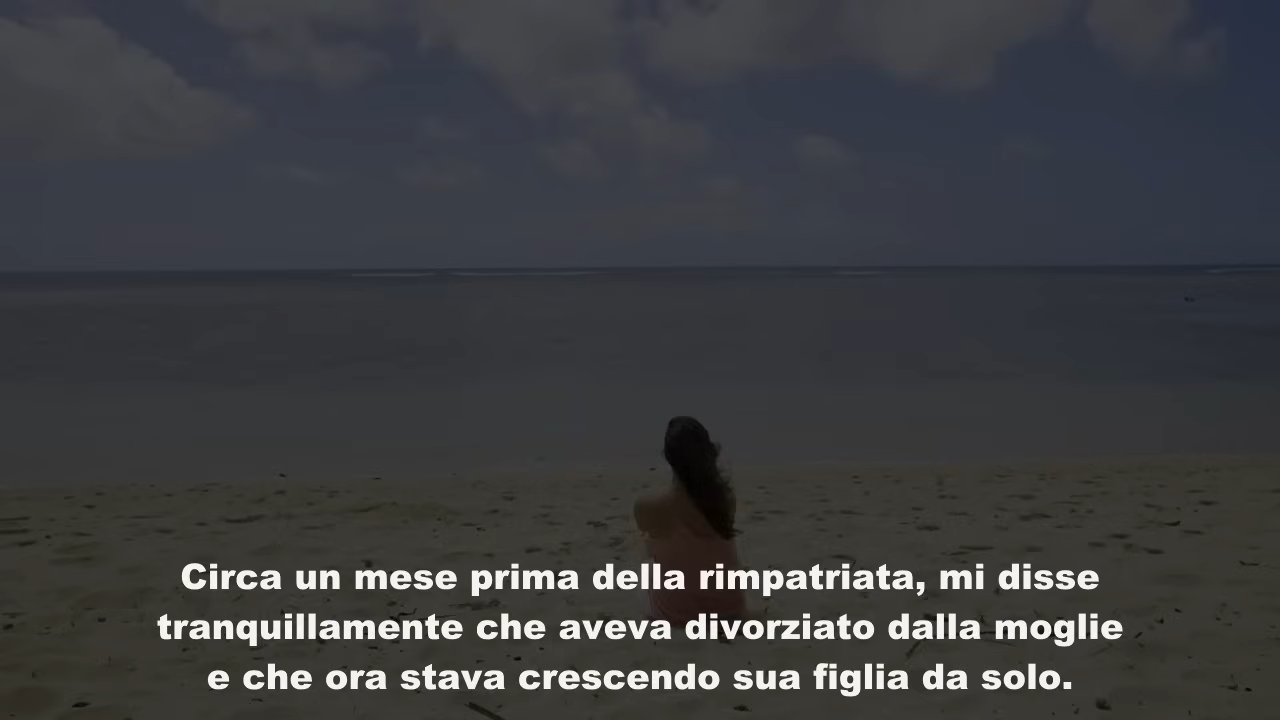 Circa un mese prima della rimpatriata, mi disse
tranquillamente che aveva divorziato dalla moglie
e che ora stava crescendo sua figlia da solo.